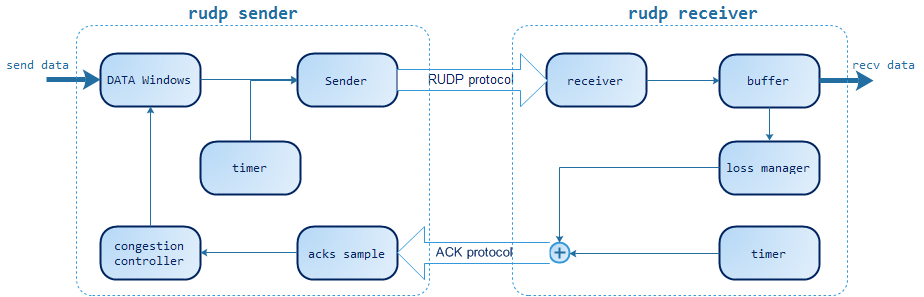 rudp sender
rudp receiver
send data
DATA Windows
Sender
RUDP protocol
receiver
buffer
recv data
timer
loss manager
congestion
controller
acks sample
ACK protocol
timer